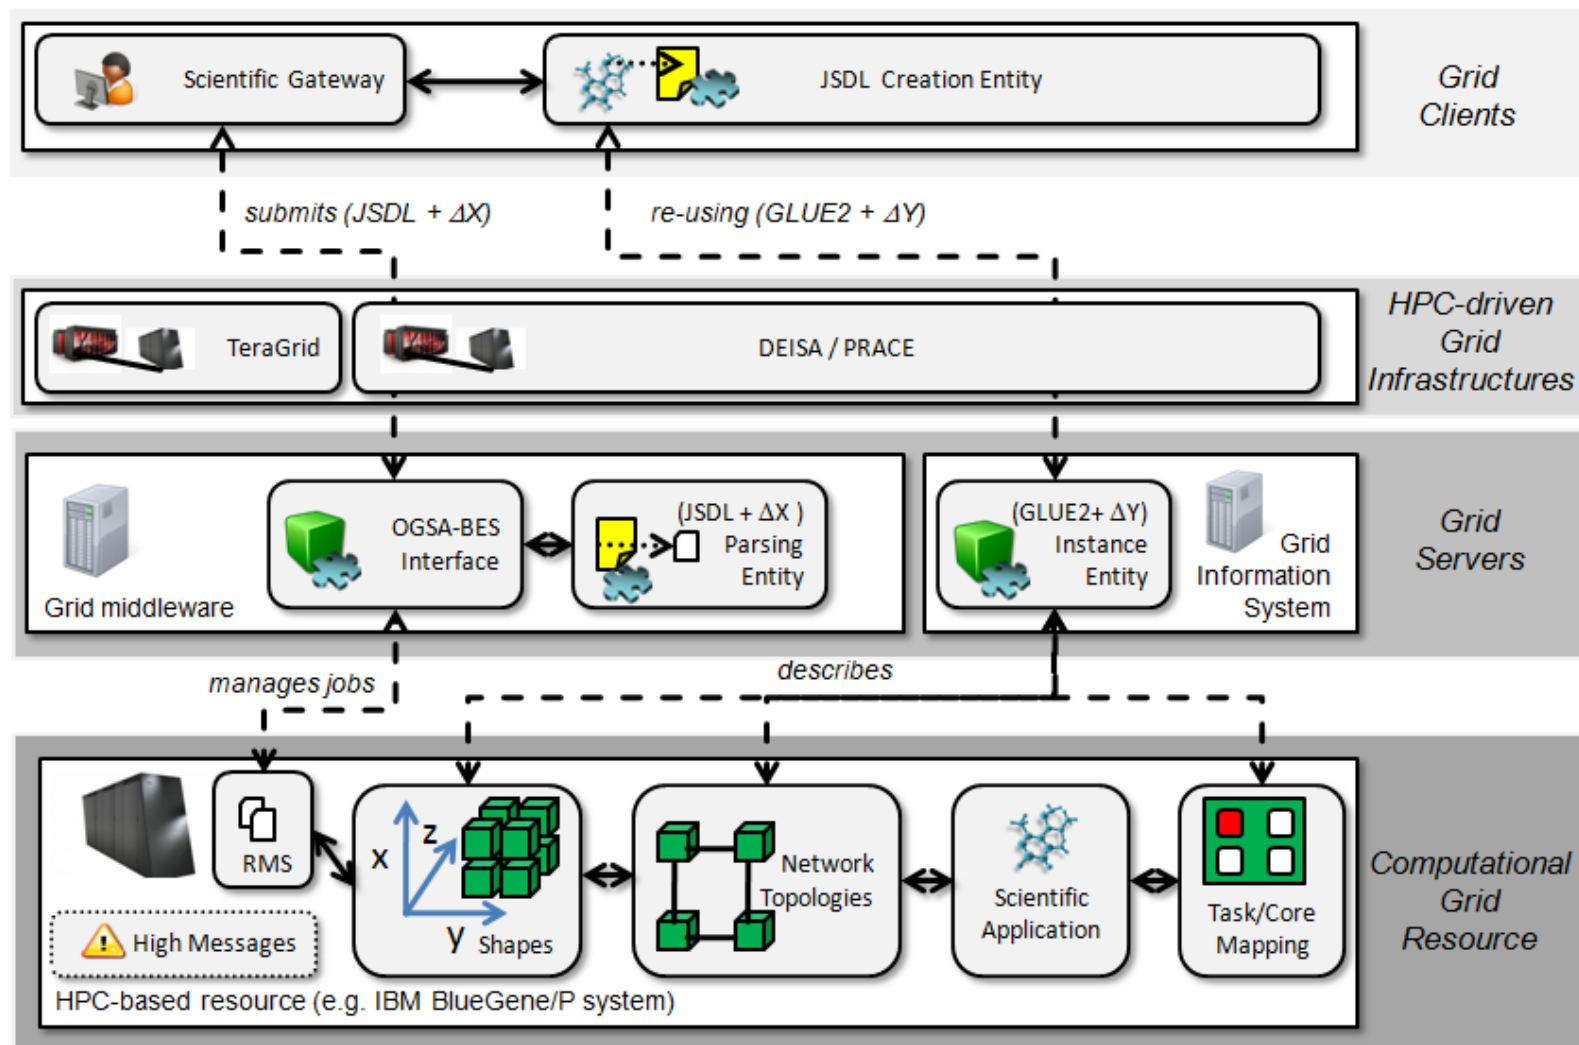 Scientific Gateway
JSDL Creation Entity
Grid
Clients
submits (JSDL + ΔX)
re-using (GLUE2 + ΔY)
TeraGrid
DEISA / PRACE
HPC-driven
Grid
Infrastructures
OGSA-BES
Interface
(JSDL + ΔX )
Parsing
Entity
Grid middleware
(GLUE2+ ΔY)
Instance
Entity
Grid
Information
System
Grid
Servers
manages jobs
describes
RMS
High Messages
x
z
y
Shapes
Network
Topologies
Scientific
Application
Task/Core
Mapping
HPC-based resource (e.g. IBM BlueGene/P system)
Computational
Grid
Resource